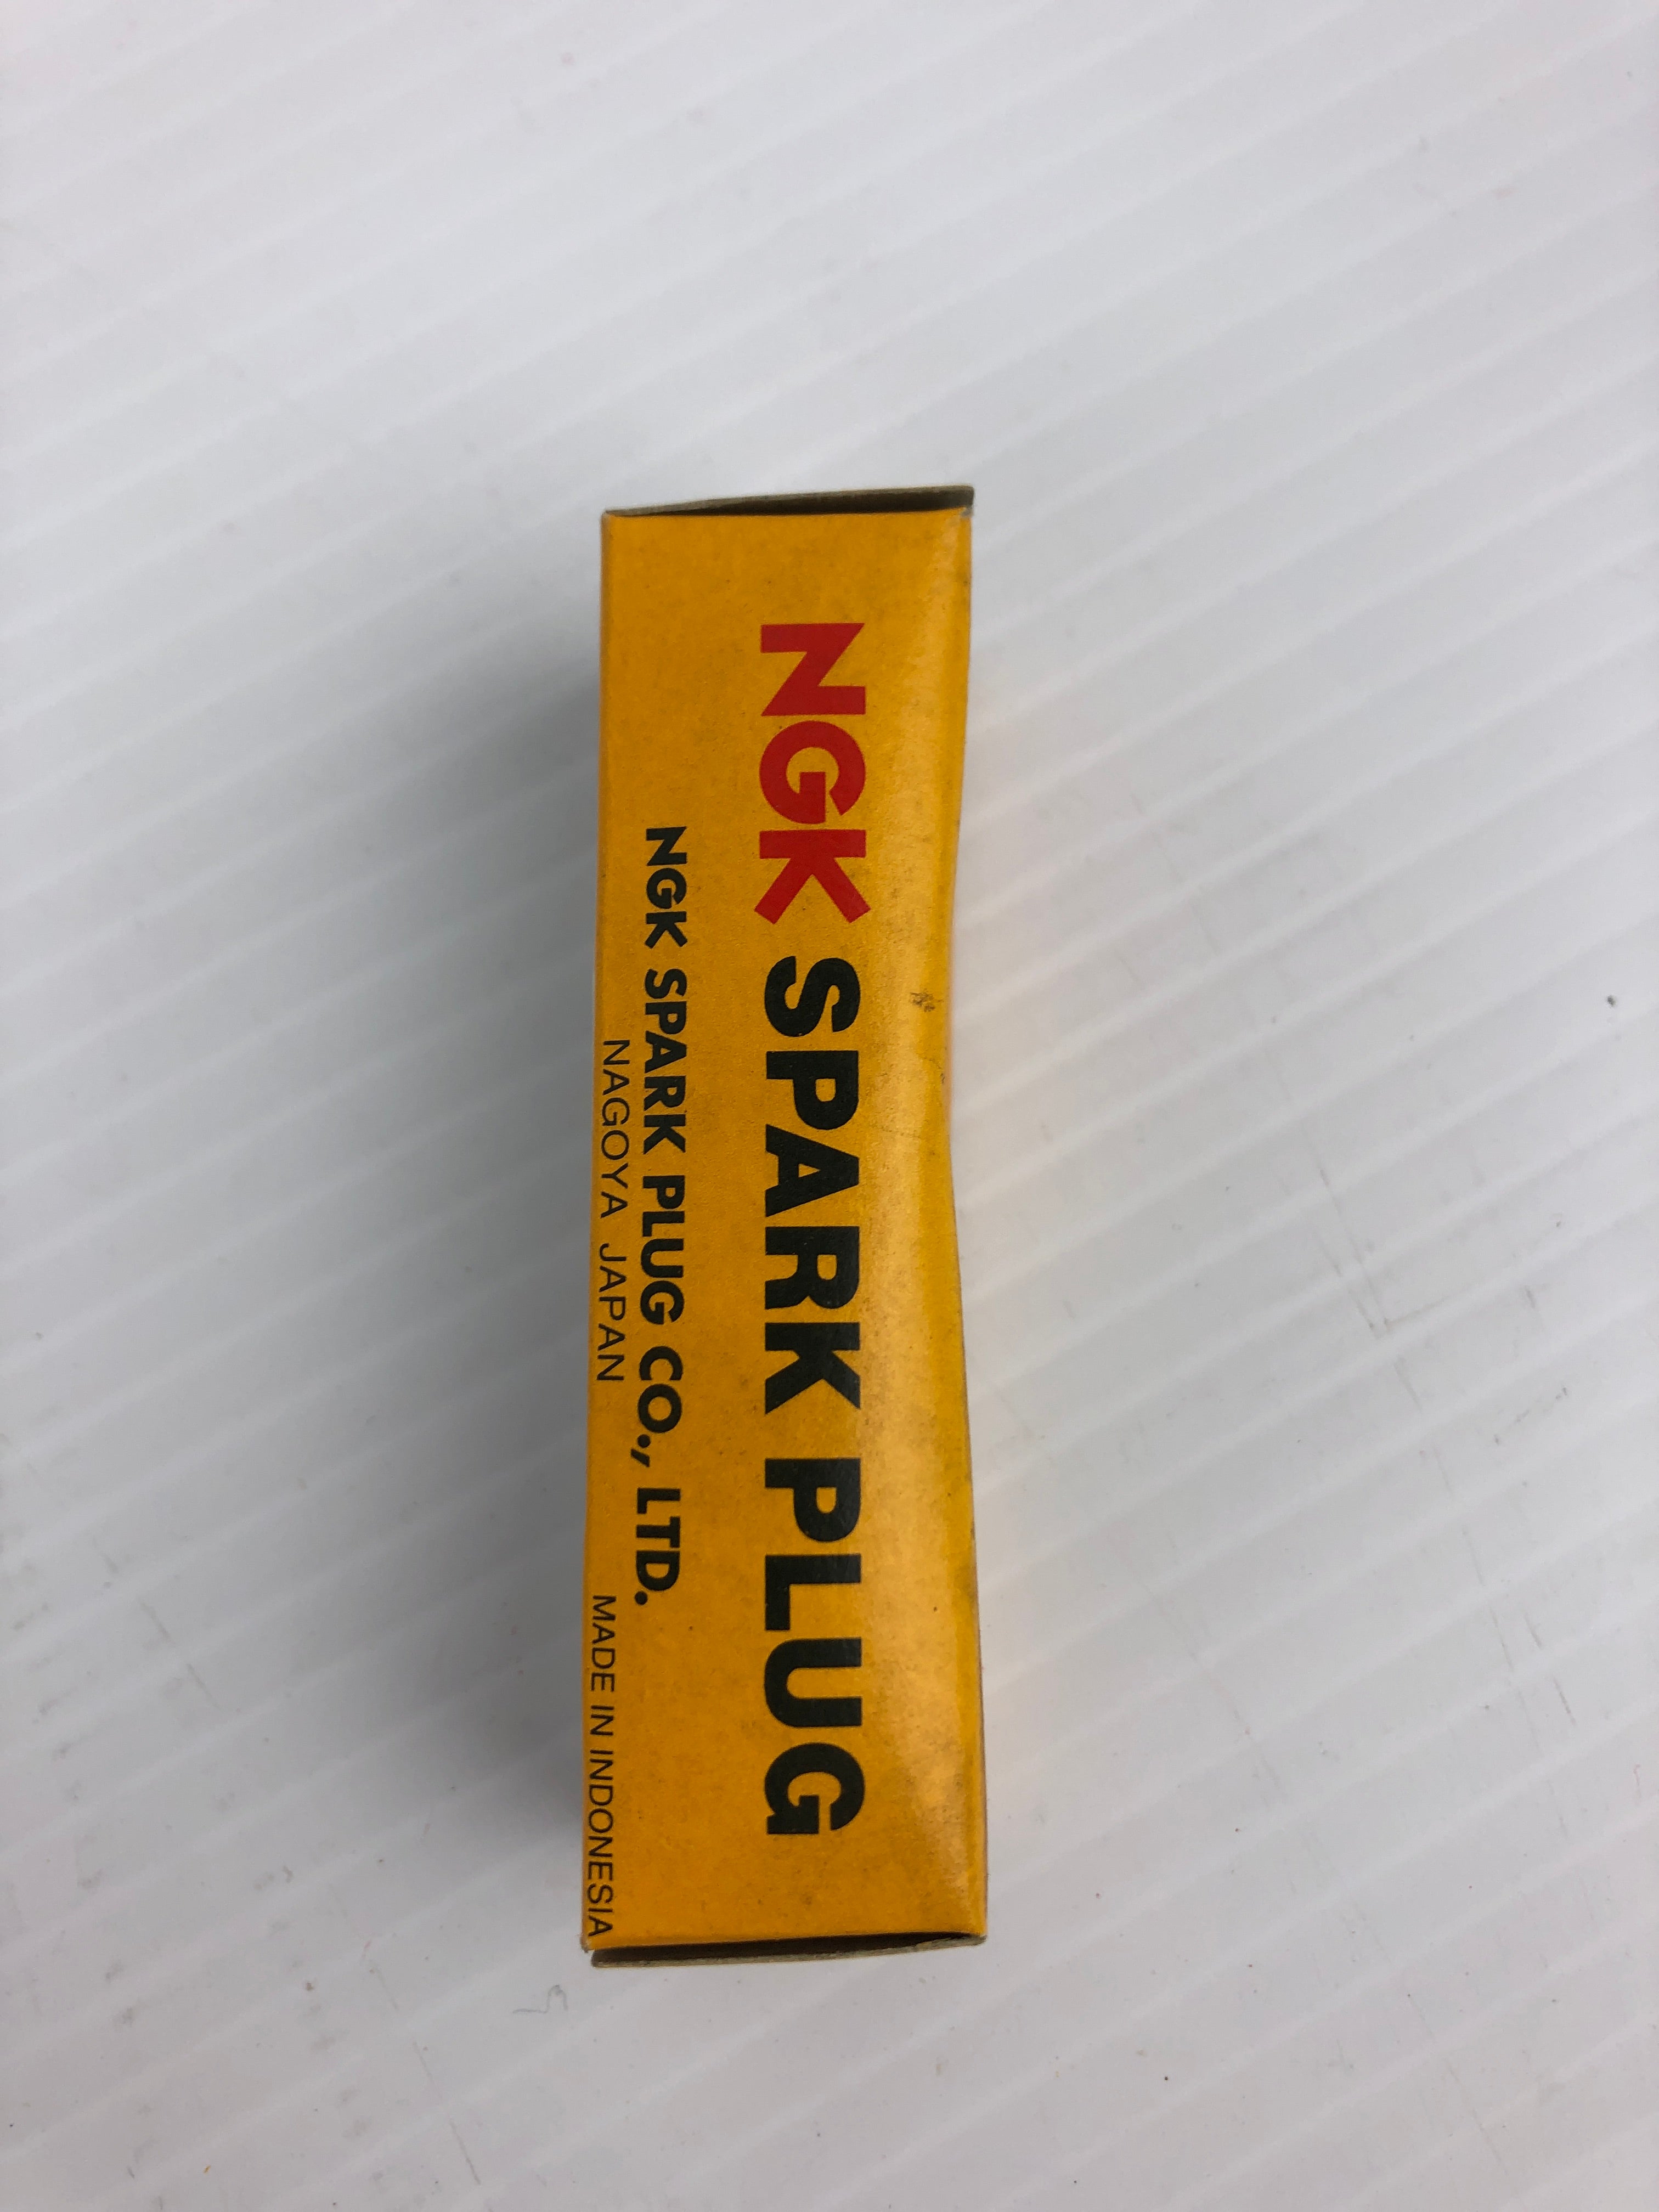 NGK SPARK PLUG
NGK SPARK PLUG CO., LTD.
NAGOYA JAPAN
MADE IN INDONESIA